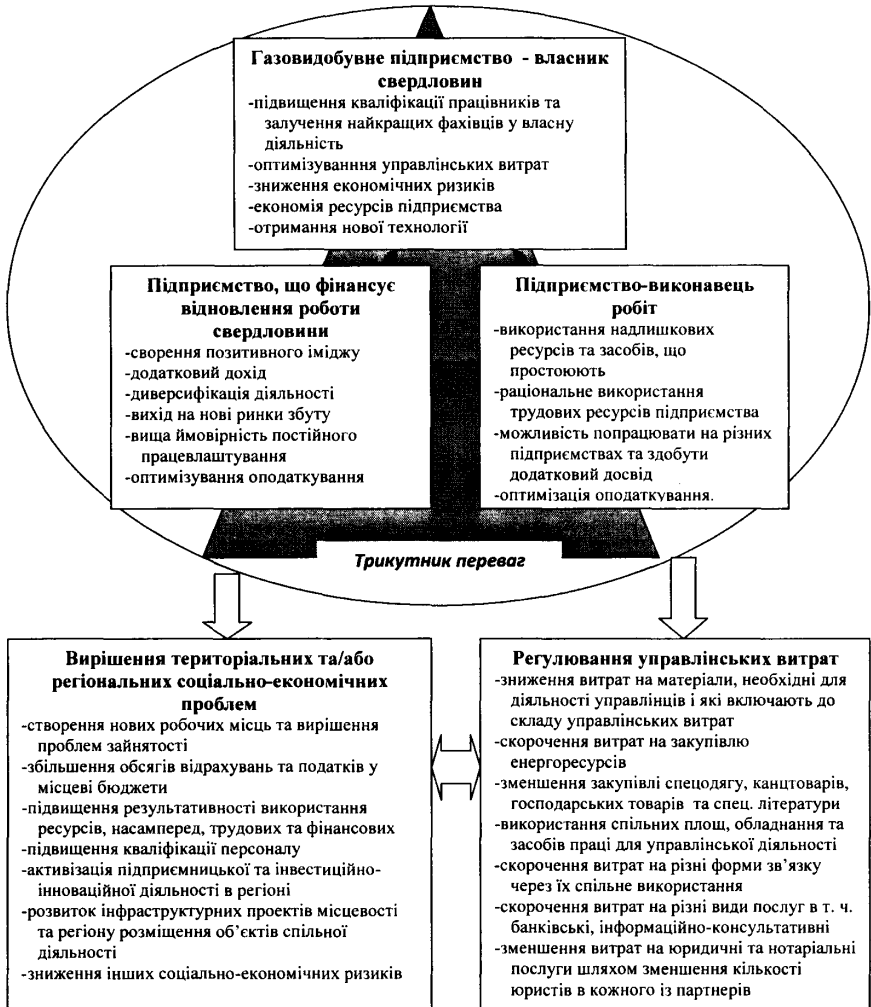 Газовидобувне підприємство - власник
свердловин
-підвищення кваліфікації працівників та
залучення найкращих фахівців у власну
діяльність
-оптимізуванння управлінських витрат
-зниження економічних ризиків
-економія ресурсів підприємства
-отримання нової технології
Підприємство, що фінансує
відновлення роботи
свердловини
-сворення позитивного іміджу
-додатковий дохід
-диверсифікація діяльності
-вихід на нові ринки збуту
-вища ймовірність постійного
працевлаштування
-оптимізування оподаткування
Підприємство-виконавець
робіт
-використання надлишкових
ресурсів та засобів, що
простоюють
-раціональне використання
трудових ресурсів підприємства
-можливість попрацювати на різних
підприємствах та здобути
додатковий досвід
-оптимізація оподаткування.
Трикутник переваг
Вирішення територіальних та/або
регіональних соціально-економічних
проблем
-створення нових робочих місць та вирішення
проблем зайнятості
-збільшення обсягів відрахувань та податків у
місцеві бюджети
-підвищення результативності використання
ресурсів, насамперед, трудових та фінансових
-підвищення кваліфікації персоналу
-активізація підприємницької та інвестиційно-
інноваційної діяльності в регіоні
-розвиток інфраструктурних проектів місцевості
та регіону розміщення об’єктів спільної
діяльності
-зниження інших соціально-економічних ризиків
Регулювання управлінських витрат
-зниження витрат на матеріали, необхідні для
діяльності управлінців і які включають до
складу управлінських витрат
-скорочення витрат на закупівлю
енергоресурсів
-зменшення закупівлі спецодягу, канцтоварів,
господарських товарів та спец. літератури
-використання спільних площ, обладнання та
засобів праці для управлінської діяльності
-скорочення витрат на різні форми зв’язку
через їх спільне використання
-скорочення витрат на різні види послуг в т. ч.
банківські, інформаційно-консультативні
-зменшення витрат на юридичні та нотаріальні
послуги шляхом зменшення кількості
юристів в кожного із партнерів